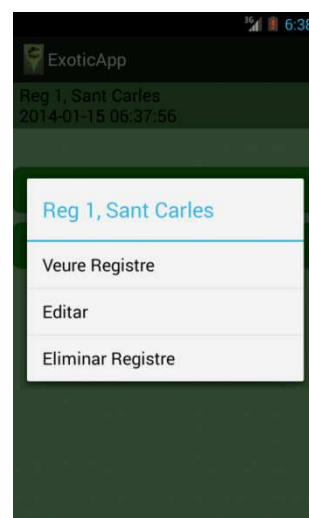 3G 6:38
ExoticApp
Reg 1, Sant Carles
2014-01-15 06:37:56
Reg 1, Sant Carles
Veure Registre
Editar
Eliminar Registre